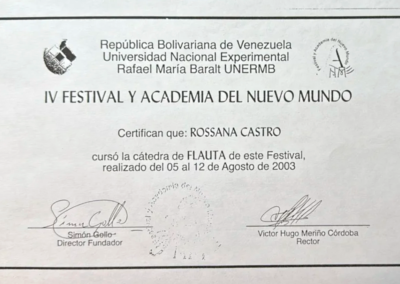 República Bolivariana de Venezuela
Universidad Nacional Experimental
Rafael María Baralt UNERMB
IV FESTIVAL Y ACADEMIA DEL NUEVO MUNDO
Certifican que: ROSSANA CASTRO
cursó la cátedra de FLAUTA de este Festival,
realizado del 05 al 12 de Agosto de 2003
Simón Gollo
Director Fundador
Victor Hugo Meriño Córdoba
Rector